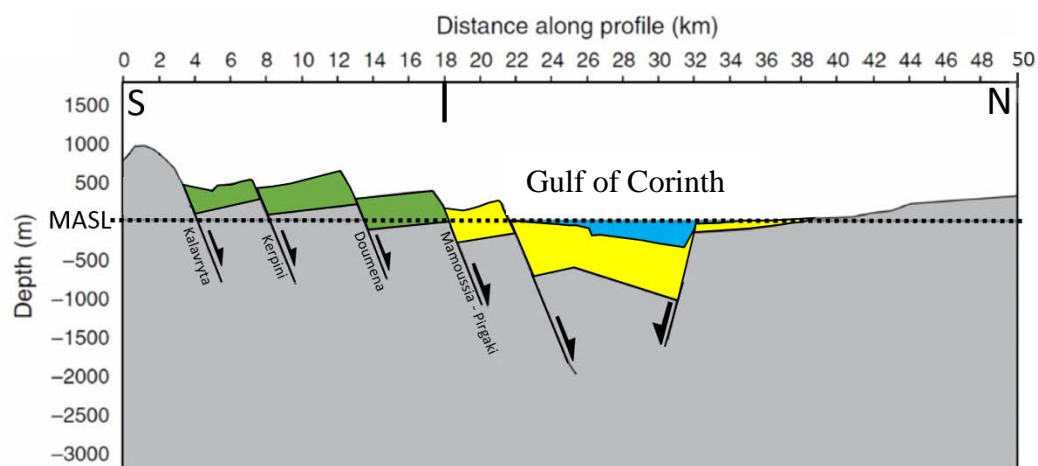 Distance along profile (km)
0 2 4 6 8 10 12 14 16 18 20 22 24 26 28 30 32 34 36 38 40 42 44 46 48 50
S
N
1500
1000
500
MASL
-500
-1000
-1500
-2000
-2500
-3000
Depth (m)
Gulf of Corinth
Kalavryta
Kerpini
Doumena
Mamoussia - Pirgaki